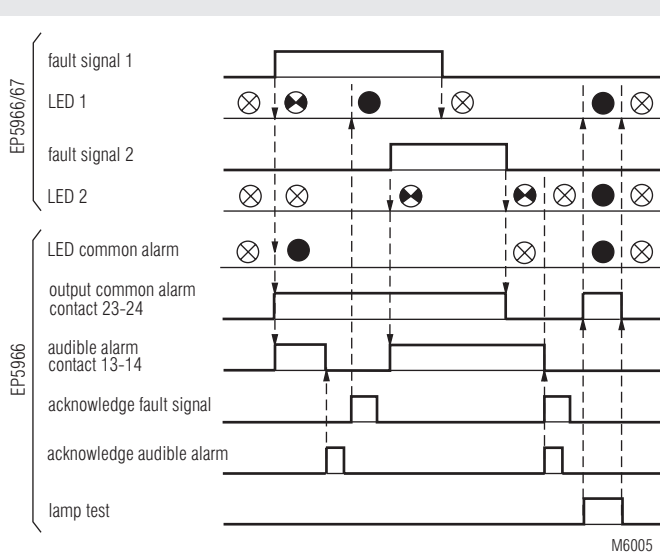 EP5966/67
fault signal 1
LED 1
fault signal 2
LED 2
EP5966
LED common alarm
output common alarm
contact 23-24
audible alarm
contact 13-14
acknowledge fault signal
acknowledge audible alarm
lamp test
M6005